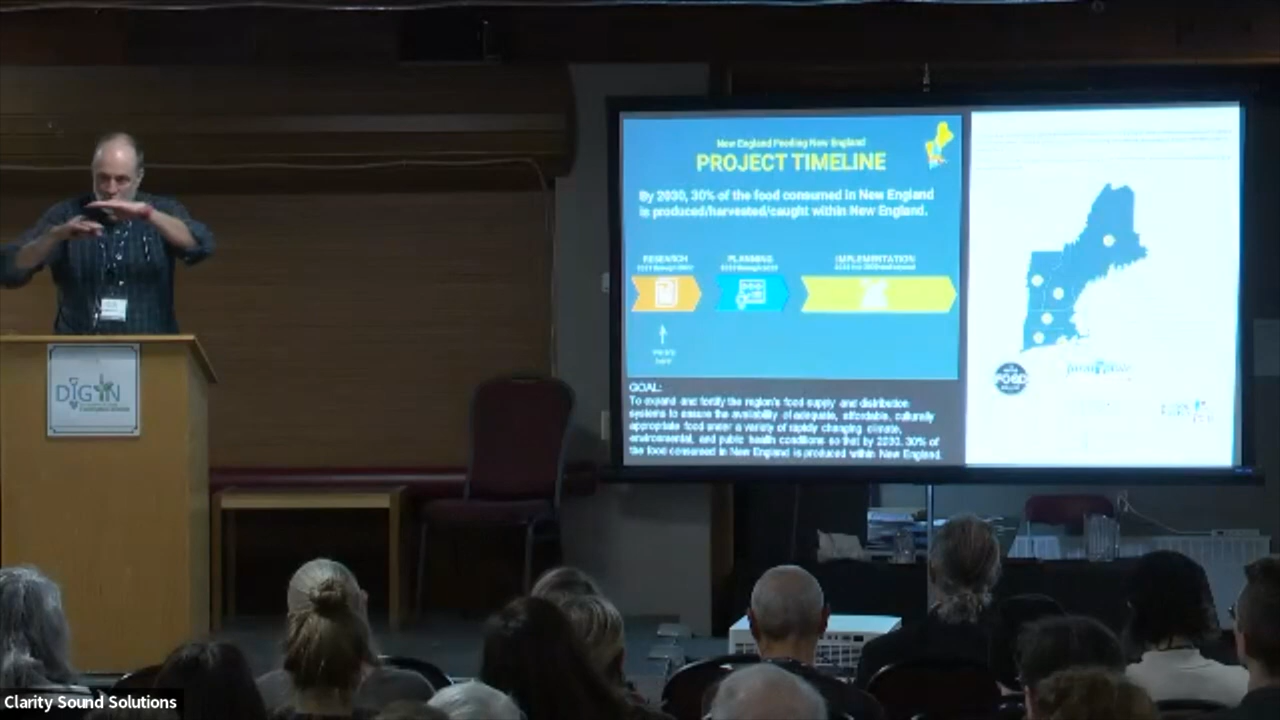 New England Feeding New England
PROJECT TIMELINE
By 2030, 30% of the food consumed in New England
is produced/harvested/caught within New England.
RESEARCH
PLANNING
IMPLEMENTATION
GOAL:
To expand and fortify the region's food supply and distribution
systems to ensure the availability of adequate, affordable, culturally
appropriate food under a variety of rapidly changing climate,
environmental, and public health conditions so that by 2030, 30% of
the food consumed in New England is produced within New England.
FOOD
DIGIN
Clarity Sound Solutions